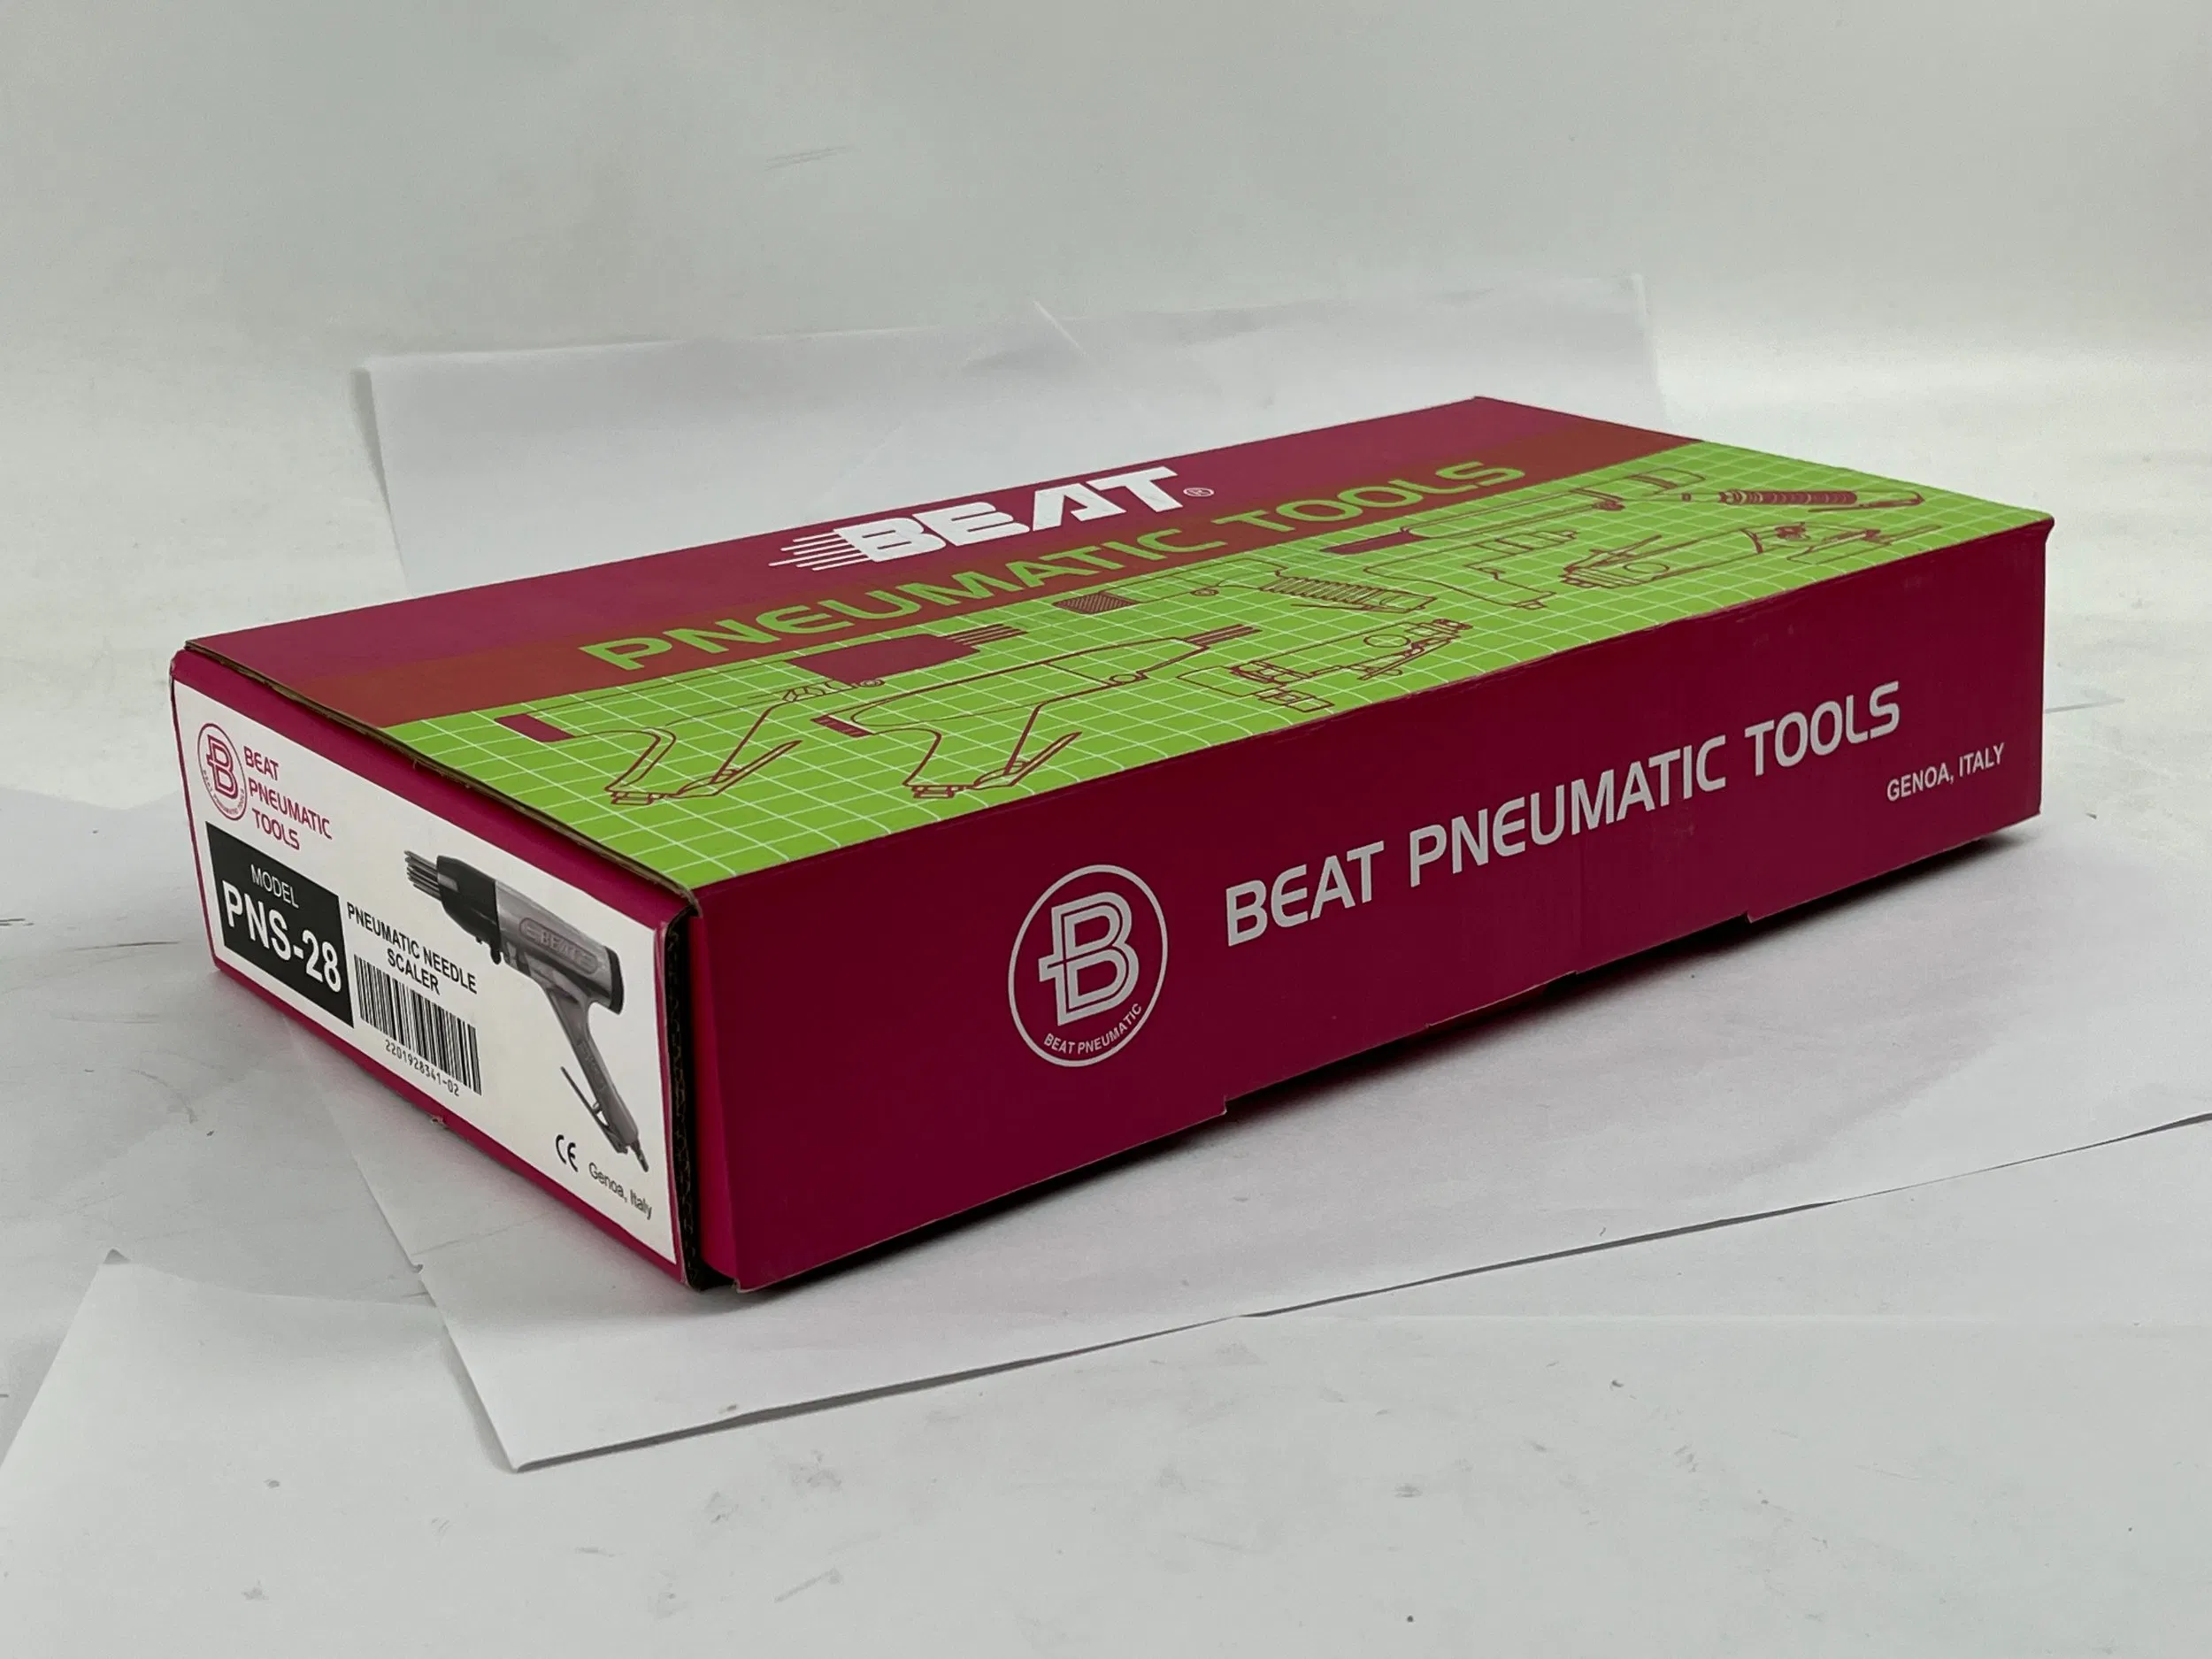 BEAT®
PNEUMATIC TOOLS
BEAT
PNEUMATIC
TOOLS
MODEL
PNS-28
PNEUMATIC NEEDLE
SCALER
2201928341-02
BEAT
CE
Genoa, Italy
BEAT PNEUMATIC
BEAT PNEUMATIC TOOLS
GENOA, ITALY